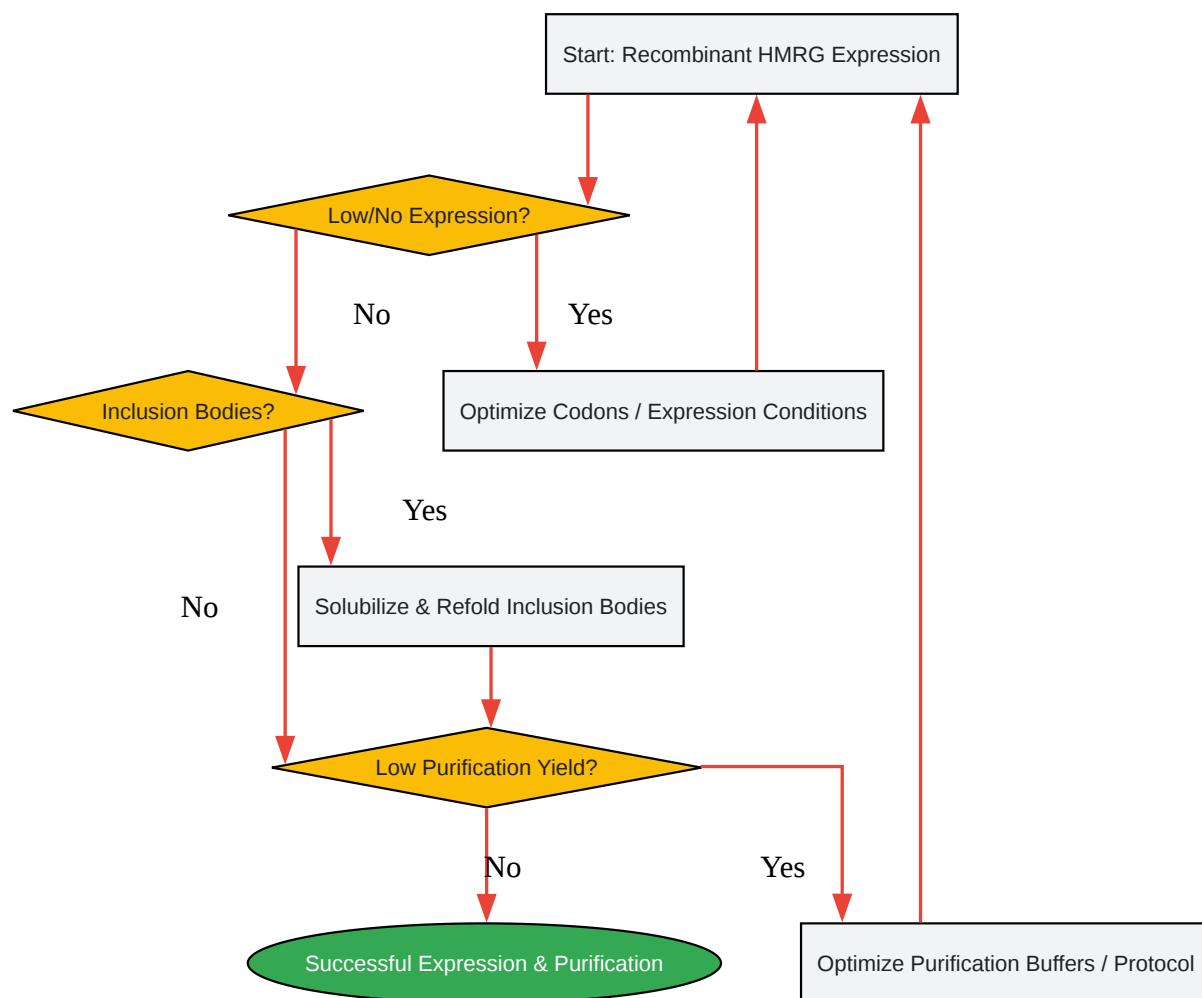 Start: Recombinant HMRG Expression
Low/No Expression?
No
Yes
Inclusion Bodies?
Optimize Codons / Expression Conditions
Yes
No
Solubilize & Refold Inclusion Bodies
Low Purification Yield?
No
Yes
Successful Expression & Purification
Optimize Purification Buffers / Protocol